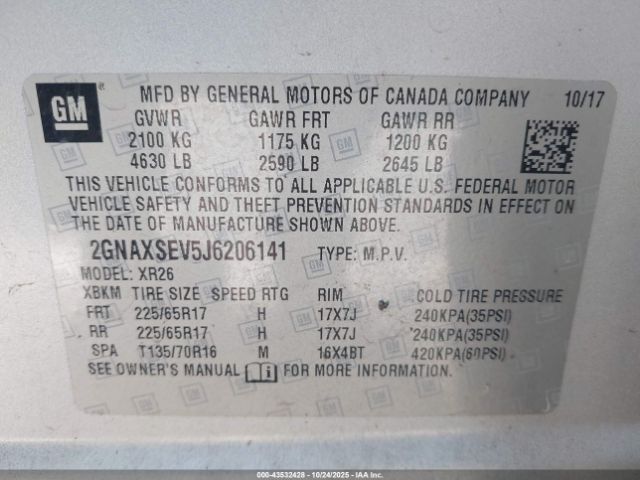 GM
MFD BY GENERAL MOTORS OF CANADA COMPANY 10/17
GVWR GAWR FRT GAWR RR
2100 KG 1175 KG 1200 KG
4630 LB 2590 LB 2645 LB
THIS VEHICLE CONFORMS TO ALL APPLICABLE U.S. FEDERAL MOTOR
VEHICLE SAFETY AND THEFT PREVENTION STANDARDS IN EFFECT ON
THE DATE OF MANUFACTURE SHOWN ABOVE.
2GNAXSEV5J6206141 TYPE: M.P.V.
MODEL: XR26
XBKM TIRE SIZE SPEED RTG RIM COLD TIRE PRESSURE
FRT 225/65R17 H 17X7J 240KPA(35PSI)
RR 225/65R17 H 17X7J 240KPA(35PSI)
SPA T135/70R16 M 16X4BT 420KPA(60PSI)
SEE OWNER'S MANUAL FOR MORE INFORMATION.
000-43532428 - 10/24/2025 - IAAI.COM